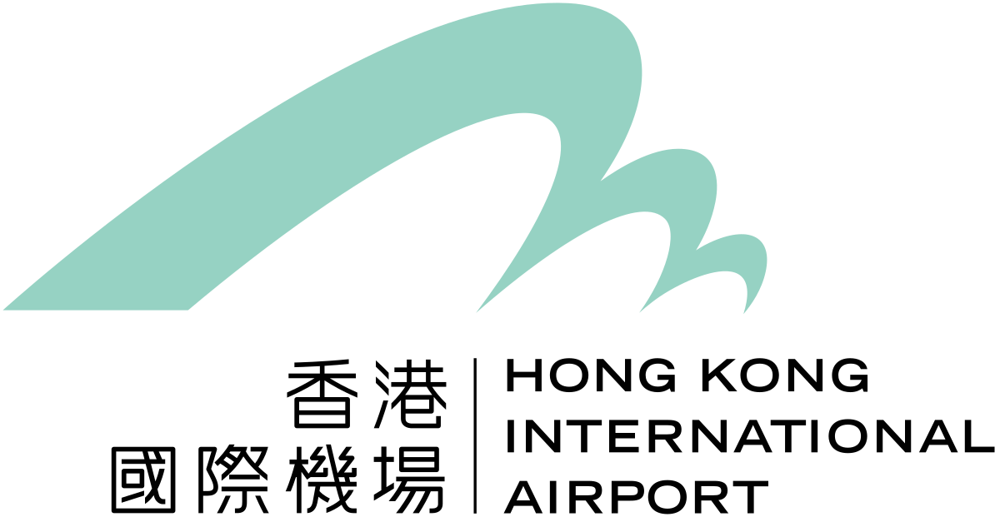 香港
國際機場
HONG KONG
INTERNATIONAL
AIRPORT